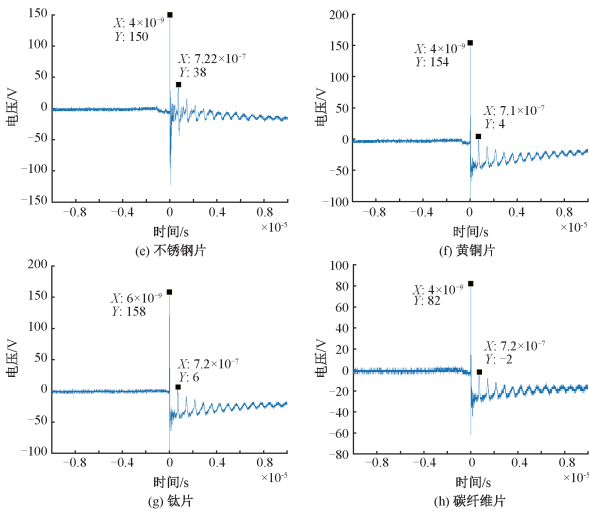 150
100
50
0
−50
−100
−150
电压/V
X: 4×10⁻⁹
Y: 150
X: 7.22×10⁻⁷
Y: 38
−0.8
−0.4
0
0.4
0.8
×10⁻⁵
时间/s
(e) 不锈钢片
200
150
100
50
0
−50
−100
电压/V
X: 4×10⁻⁹
Y: 154
X: 7.1×10⁻⁷
Y: 4
−0.8
−0.4
0
0.4
0.8
×10⁻⁵
时间/s
(f) 黄铜片
200
150
100
50
0
−50
−100
电压/V
X: 6×10⁻⁹
Y: 158
X: 7.2×10⁻⁷
Y: 6
−0.8
−0.4
0
0.4
0.8
×10⁻⁵
时间/s
(g) 钛片
100
80
60
40
20
0
−20
−40
60
80
电压/V
X: 4×10⁻⁹
Y: 82
X: 7.2×10⁻⁷
Y: −2
−0.8
−0.4
0
0.4
0.8
×10⁻⁵
时间/s
(h) 碳纤维片